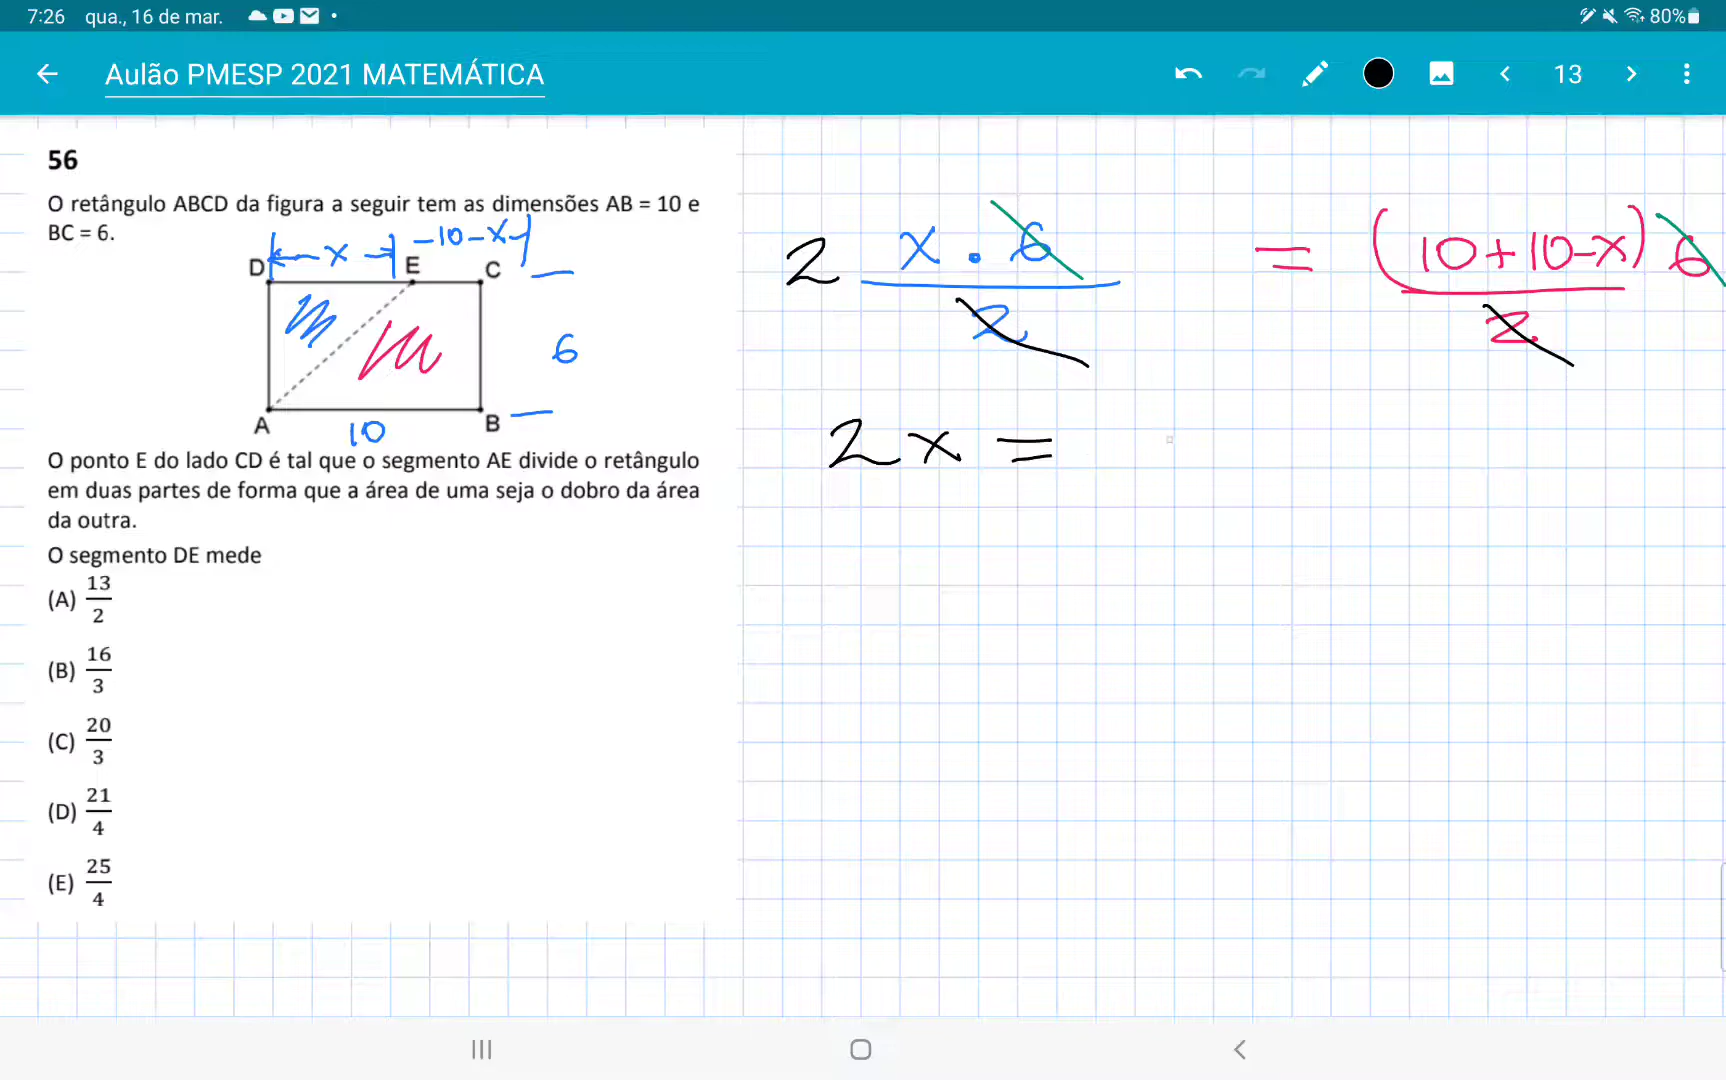 7:26 qua., 16 de mar. 80%
Aulão PMESP 2021 MATEMÁTICA
13
56
O retângulo ABCD da figura a seguir tem as dimensões AB = 10 e
BC = 6.
x -10-x
D E C
6
A B
10
O ponto E do lado CD é tal que o segmento AE divide o retângulo
em duas partes de forma que a área de uma seja o dobro da área
da outra.
O segmento DE mede
(A) 13/2
(B) 16/3
(C) 20/3
(D) 21/4
(E) 25/4
2 x . 6 / 2 = (10+10-x) 6 / 2
2x =